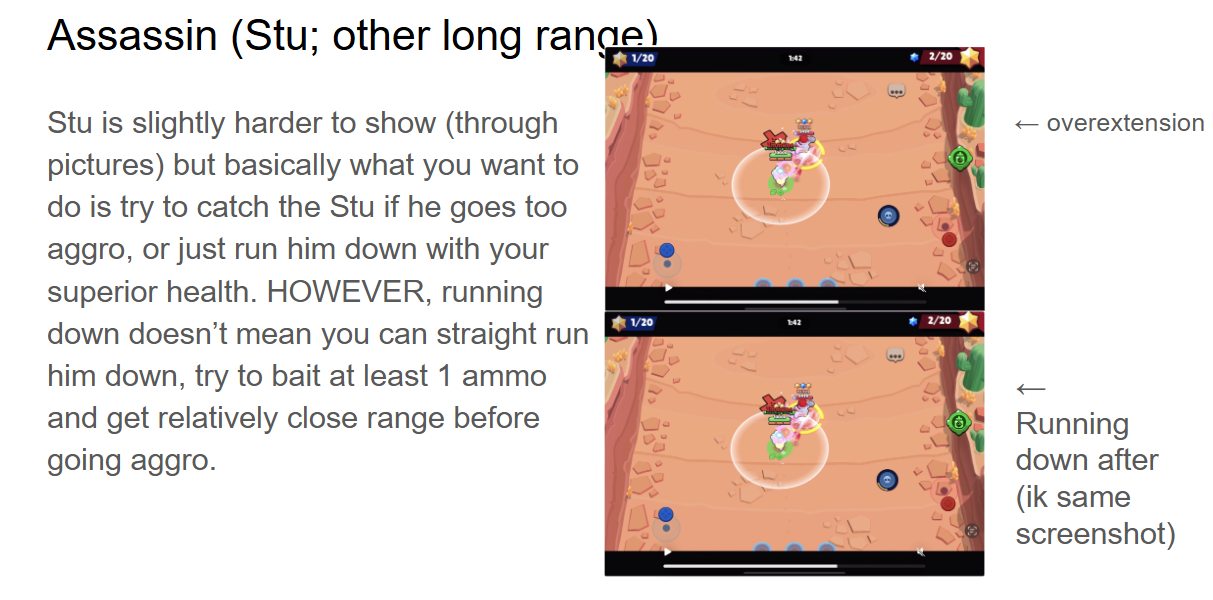 Assassin (Stu; other long range)
Stu is slightly harder to show (through
pictures) but basically what you want to
do is try to catch the Stu if he goes too
aggro, or just run him down with your
superior health. HOWEVER, running
down doesn’t mean you can straight run
him down, try to bait at least 1 ammo
and get relatively close range before
going aggro.
1/20
1:42
2/20
← overextension
1/20
1:42
2/20
←
Running
down after
(ik same
screenshot)